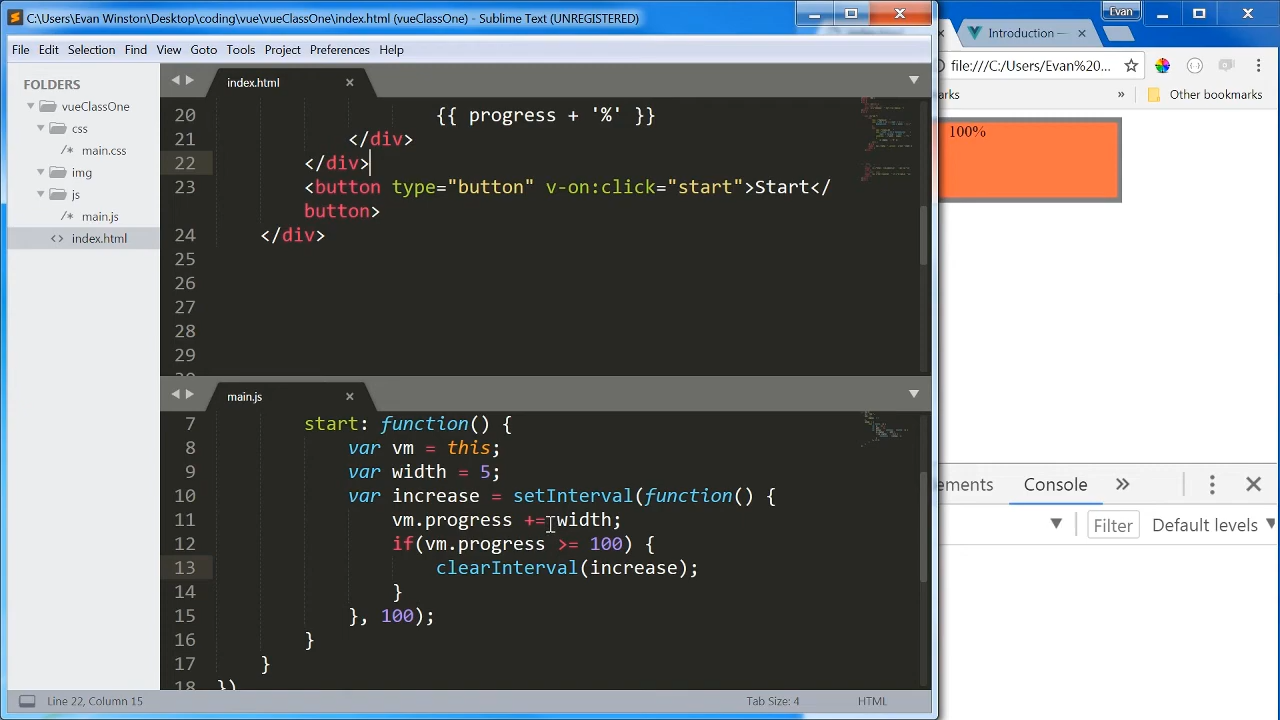 C:\Users\Evan Winston\Desktop\coding\vue\vueClassOne\index.html (vueClassOne) - Sublime Text (UNREGISTERED)
File Edit Selection Find View Goto Tools Project Preferences Help
FOLDERS
vueClassOne
css
main.css
img
js
main.js
index.html
index.html
20 {{ progress + '%' }}
21 </div>
22 </div>
23 <button type="button" v-on:click="start">Start</
button>
24 </div>
25
26
27
28
29
main.js
7 start: function() {
8 var vm = this;
9 var width = 5;
10 var increase = setInterval(function() {
11 vm.progress += width;
12 if(vm.progress >= 100) {
13 clearInterval(increase);
14 }
15 }, 100);
16 }
17 }
18 })
Line 22, Column 15
Tab Size: 4
HTML
Evan
Introduction —
file:///C:/Users/Evan%20...
arks » Other bookmarks
100%
ements Console »
Filter Default levels